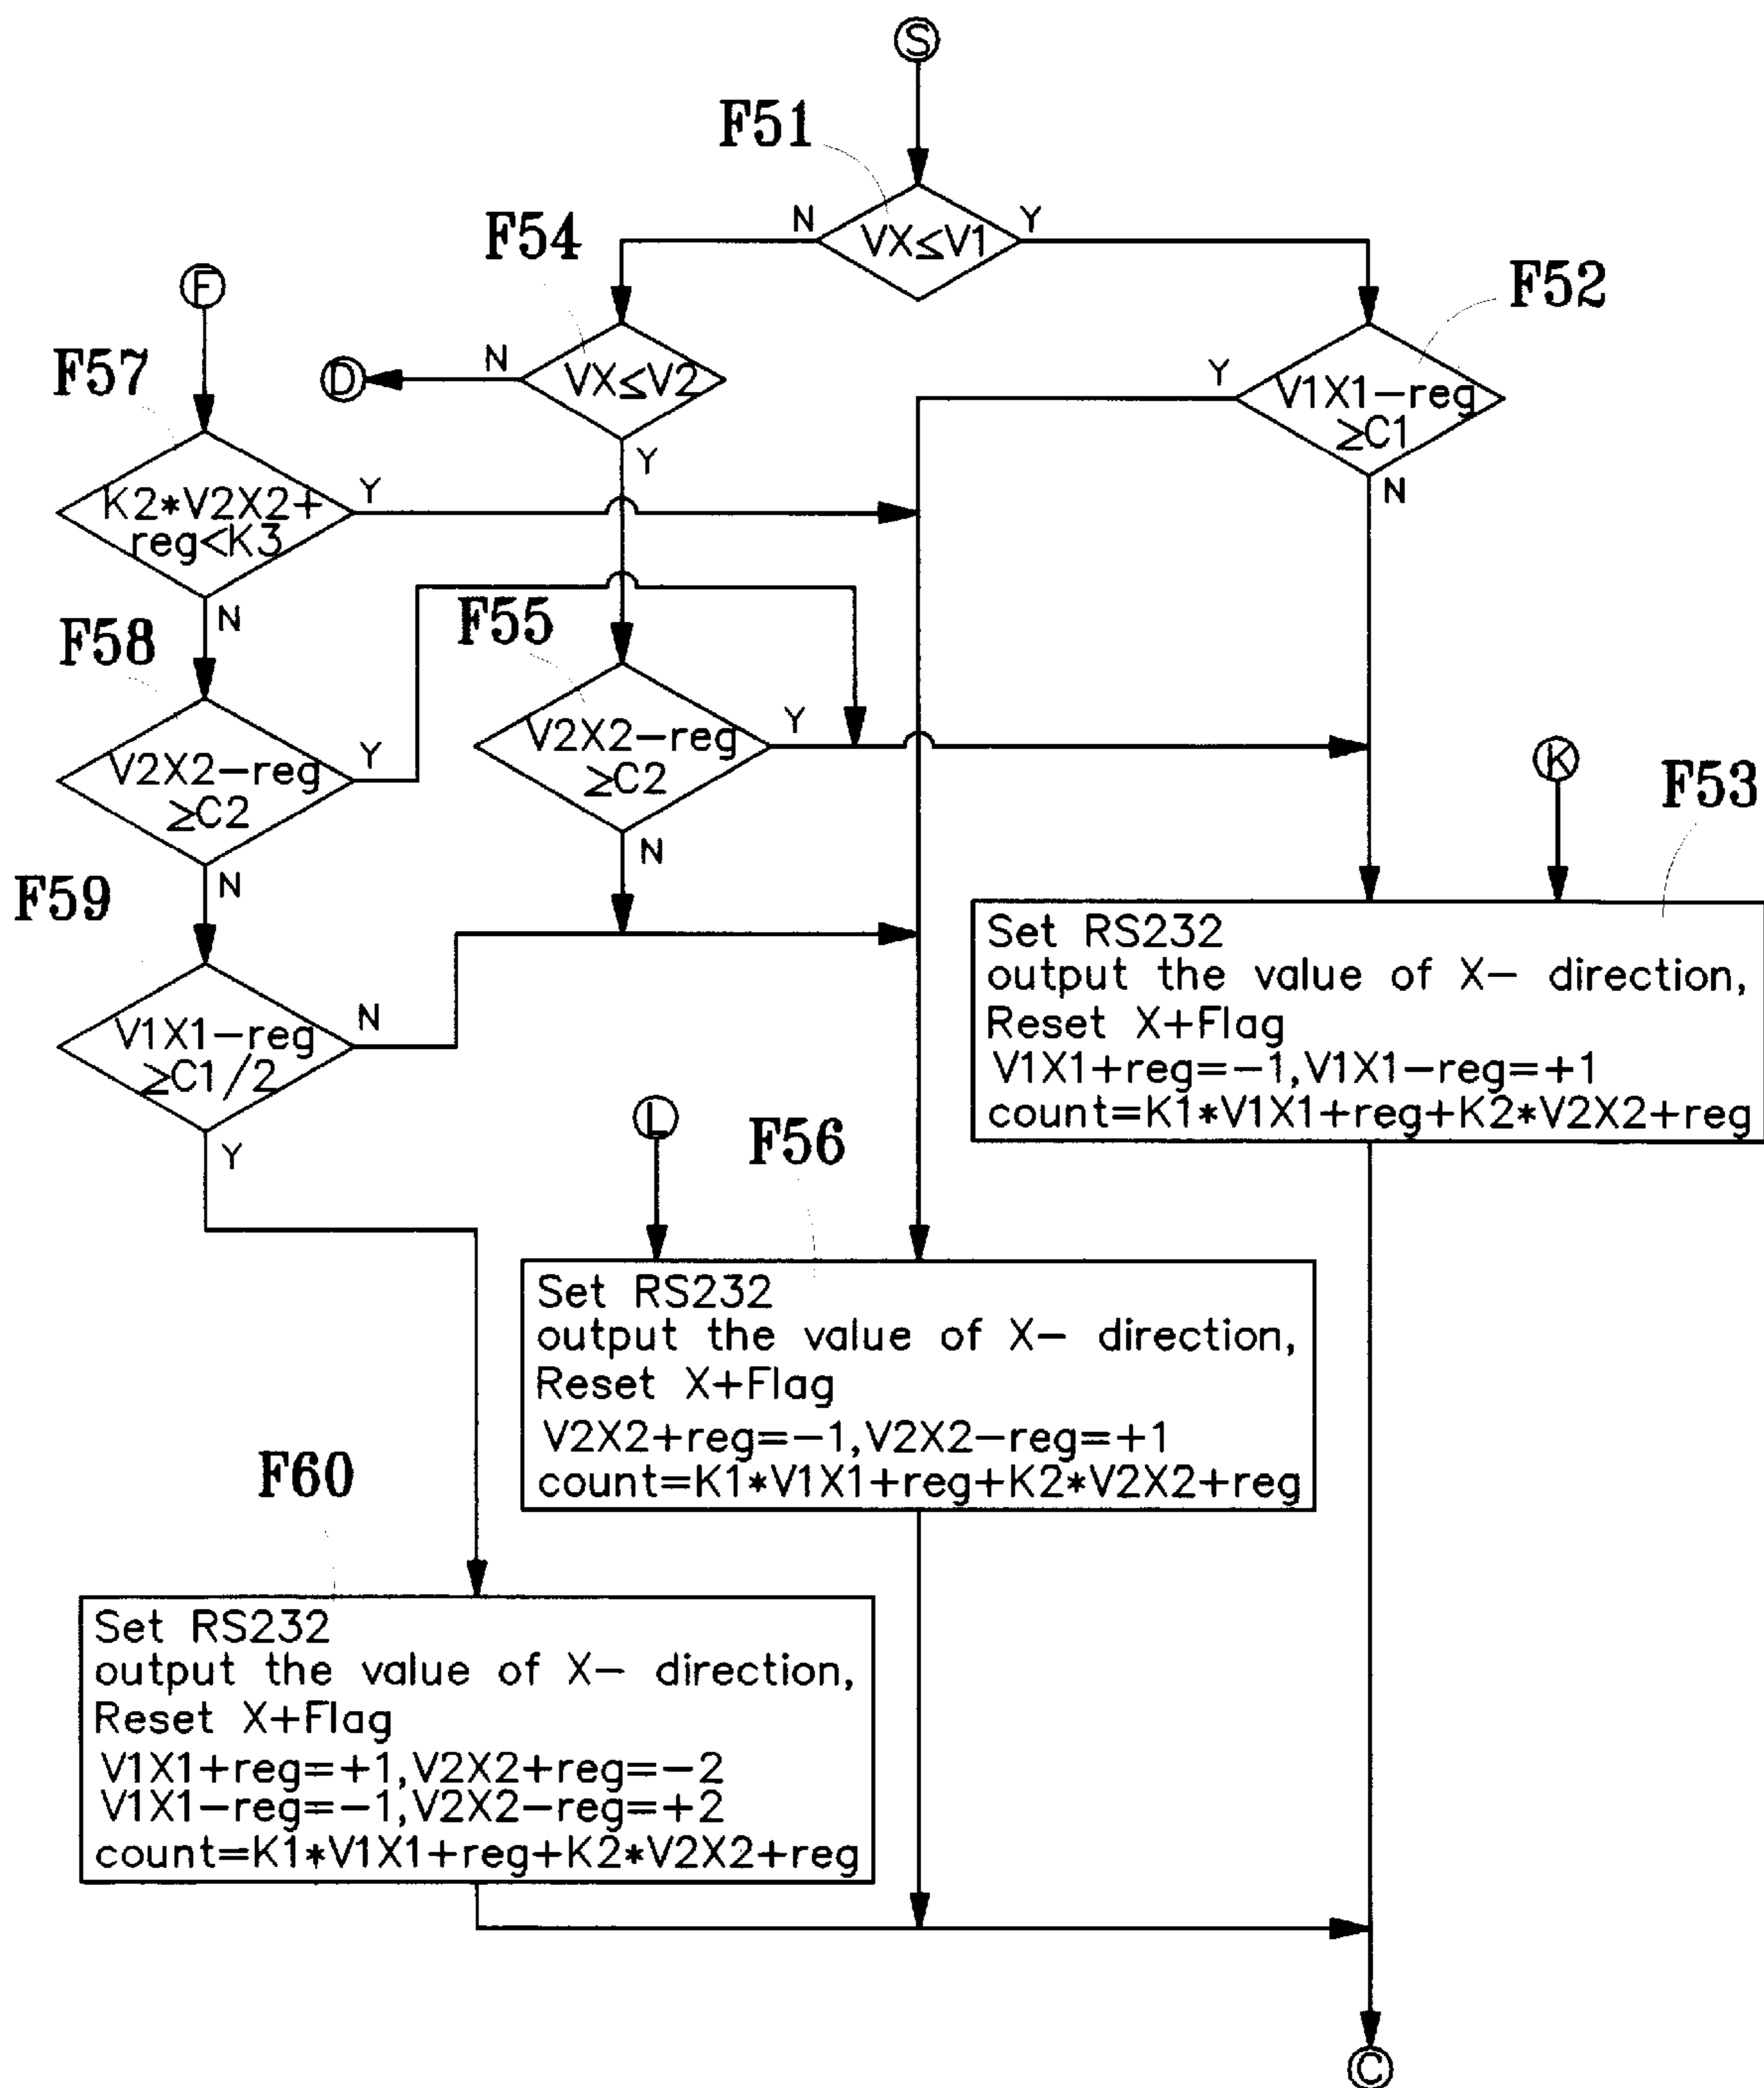 S
F51
N
VX≤V1
Y
F54
F
F52
N
D
VX≤V2
F57
Y
V1X1-reg
≥C1
Y
N
K2*V2X2+
reg<K3
Y
N
F58
F55
V2X2-reg
≥C2
Y
V2X2-reg
≥C2
Y
N
N
K
F53
F59
V1X1-reg
≥C1/2
N
Y
Set RS232
output the value of X- direction,
Reset X+Flag
V1X1+reg=-1,V1X1-reg=+1
count=K1*V1X1+reg+K2*V2X2+reg
L
F56
Set RS232
output the value of X- direction,
Reset X+Flag
V2X2+reg=-1,V2X2-reg=+1
count=K1*V1X1+reg+K2*V2X2+reg
F60
Set RS232
output the value of X- direction,
Reset X+Flag
V1X1+reg=+1,V2X2+reg=-2
V1X1-reg=-1,V2X2-reg=+2
count=K1*V1X1+reg+K2*V2X2+reg
C